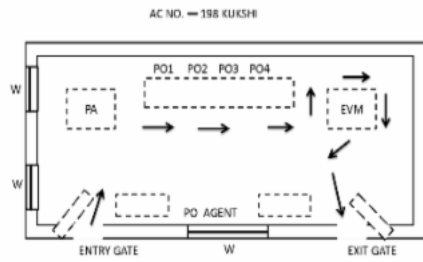 AC NO. — 198 KUKSHI
PO1 PO2 PO3 PO4
W
PA
EVM
W
PO AGENT
ENTRY GATE
W
EXIT GATE